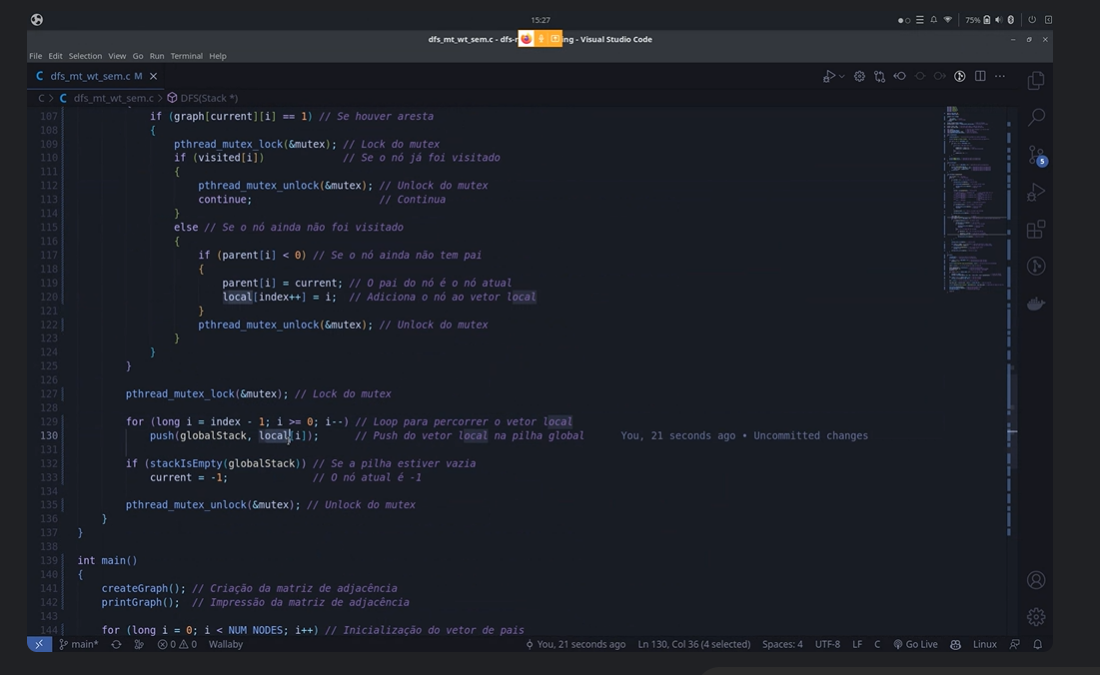 15:27
75%
dfs_mt_wt_sem.c - dfs-m ing - Visual Studio Code
File Edit Selection View Go Run Terminal Help
C dfs_mt_wt_sem.c M
C > C dfs_mt_wt_sem.c > DFS(Stack *)
107 if (graph[current][i] == 1) // Se houver aresta
108 {
109 pthread_mutex_lock(&mutex); // Lock do mutex
110 if (visited[i]) // Se o nó já foi visitado
111 {
112 pthread_mutex_unlock(&mutex); // Unlock do mutex
113 continue; // Continua
114 }
115 else // Se o nó ainda não foi visitado
116 {
117 if (parent[i] < 0) // Se o nó ainda não tem pai
118 {
119 parent[i] = current; // O pai do nó é o nó atual
120 local[index++] = i; // Adiciona o nó ao vetor local
121 }
122 pthread_mutex_unlock(&mutex); // Unlock do mutex
123 }
124 }
125 }
126
127 pthread_mutex_lock(&mutex); // Lock do mutex
128
129 for (long i = index - 1; i >= 0; i--) // Loop para percorrer o vetor local
130 push(globalStack, local[i]); // Push do vetor local na pilha global You, 21 seconds ago • Uncommitted changes
131
132 if (stackIsEmpty(globalStack)) // Se a pilha estiver vazia
133 current = -1; // O nó atual é -1
134
135 pthread_mutex_unlock(&mutex); // Unlock do mutex
136 }
137 }
138
139 int main()
140 {
141 createGraph(); // Criação da matriz de adjacência
142 printGraph(); // Impressão da matriz de adjacência
143
144 for (long i = 0; i < NUM_NODES; i++) // Inicialização do vetor de pais
5
main* 0 0 Wallaby You, 21 seconds ago Ln 130, Col 36 (4 selected) Spaces: 4 UTF-8 LF C Go Live Linux